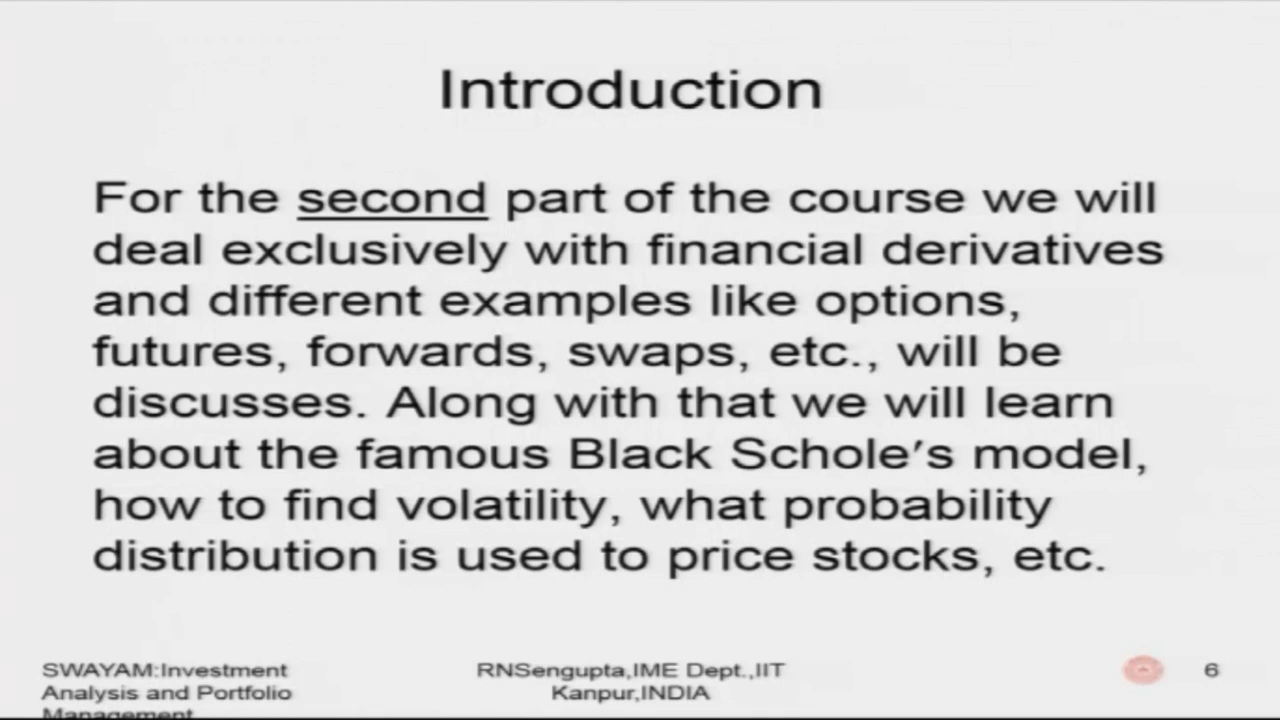 Introduction
For the second part of the course we will
deal exclusively with financial derivatives
and different examples like options,
futures, forwards, swaps, etc., will be
discusses. Along with that we will learn
about the famous Black Schole's model,
how to find volatility, what probability
distribution is used to price stocks, etc.
SWAYAM:Investment
Analysis and Portfolio
Management
RNSengupta,IME Dept.,IIT
Kanpur,INDIA
6